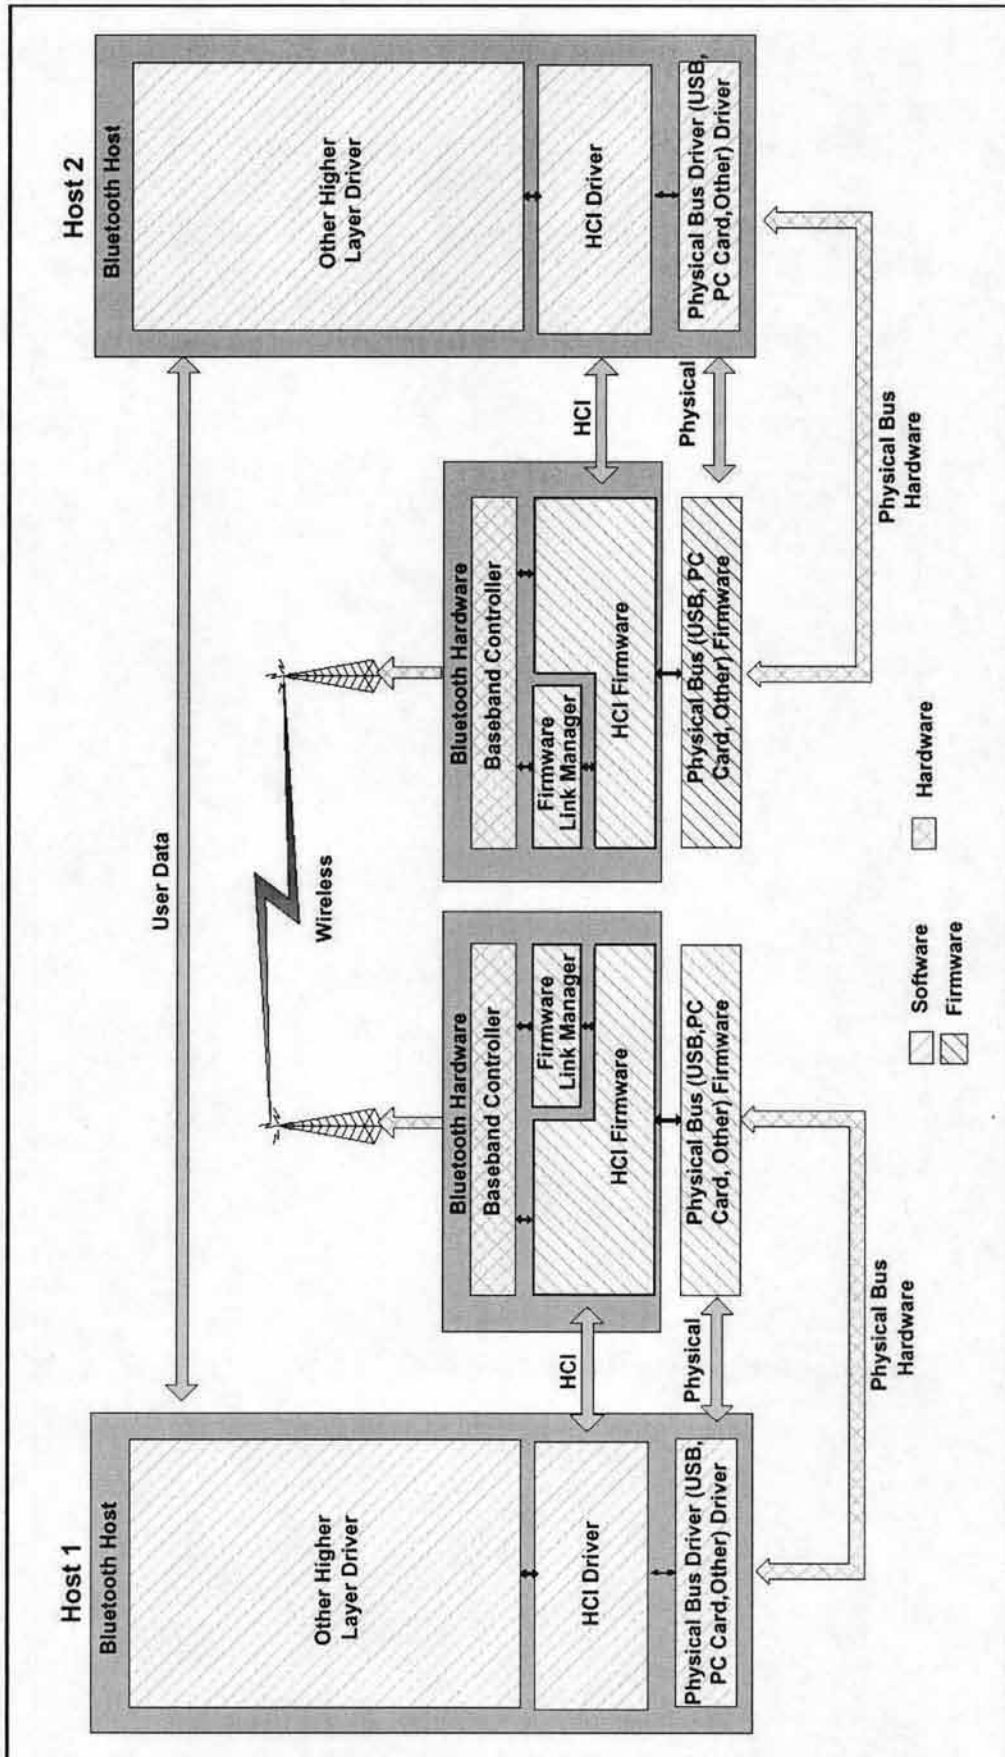 Host 1
Bluetooth Host
Other Higher
Layer Driver
HCI Driver
Physical Bus Driver (USB,
PC Card,Other) Driver
User Data
Wireless
HCI
Physical
Bluetooth Hardware
Baseband Controller
Firmware
Link Manager
HCI Firmware
Physical Bus (USB,PC
Card, Other) Firmware
Physical Bus
Hardware
Bluetooth Hardware
Baseband Controller
Firmware
Link Manager
HCI Firmware
Physical Bus (USB, PC
Card, Other) Firmware
HCI
Physical
Physical Bus
Hardware
Host 2
Bluetooth Host
Other Higher
Layer Driver
HCI Driver
Physical Bus Driver (USB,
PC Card,Other) Driver
Software
Hardware
Firmware